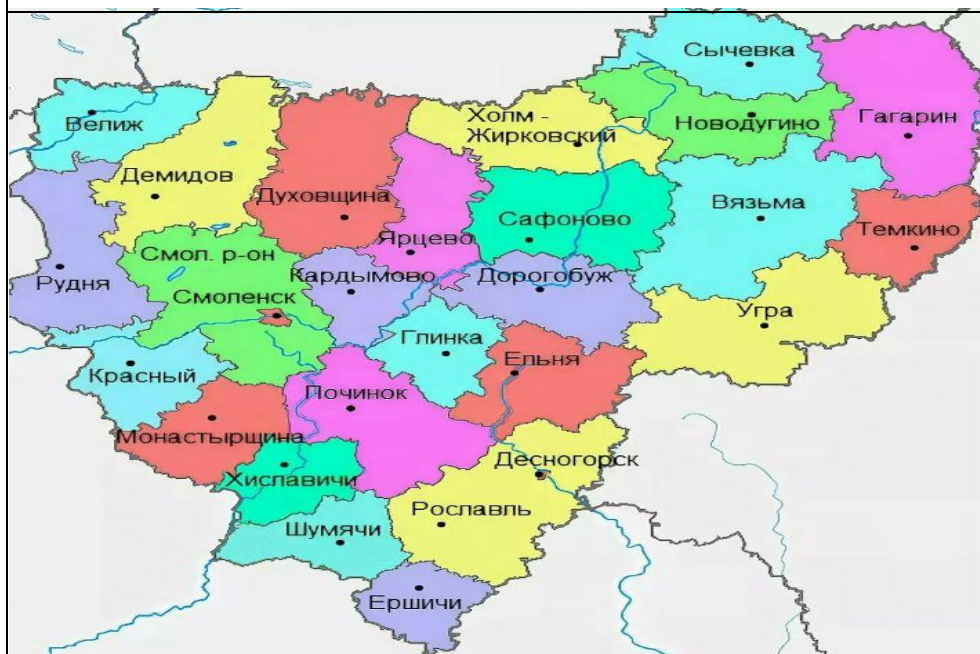 Сычевка
Холм -
Жирковский
Новодугино
Гагарин
Велиж
Демидов
Духовщина
Сафоново
Вязьма
Темкино
Ярцево
Смол. р-он
Рудня
Кардымово
Дорогобуж
Смоленск
Угра
Глинка
Ельня
Красный
Починок
Монастырщина
Десногорск
Хиславичи
Рославль
Шумячи
Ершичи